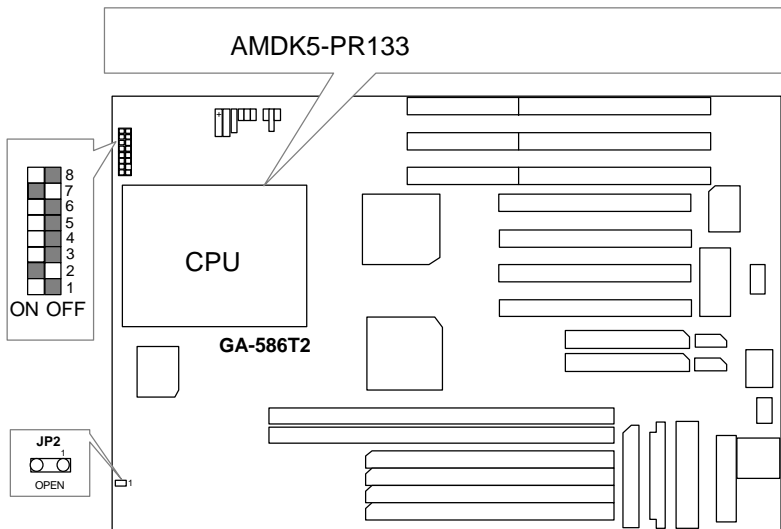 AMDK5-PR133
+
8
7
6
5
4
3
2
1
ON OFF
CPU
GA-586T2
JP2
1
OPEN
1